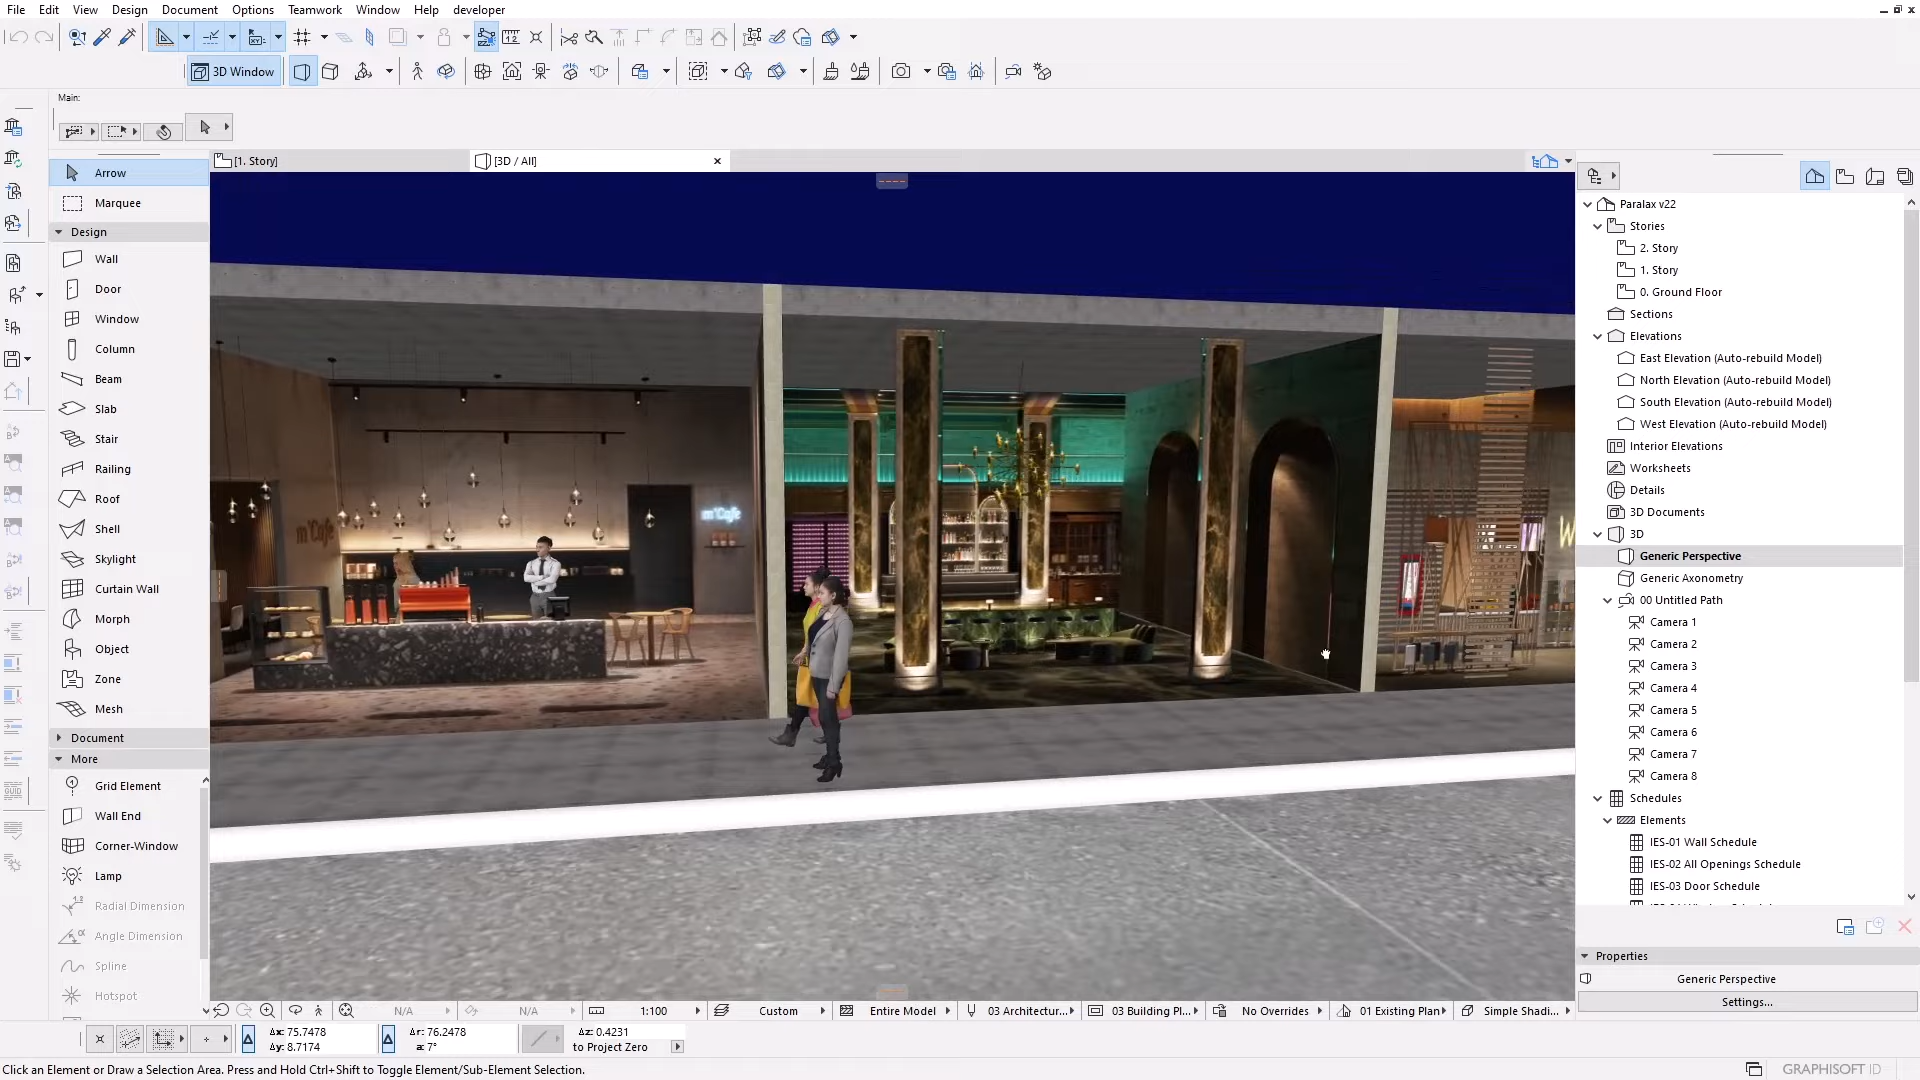 File Edit View Design Document Options Teamwork Window Help developer
3D Window
Main:
[1. Story]
[3D / All]
Arrow
Marquee
Design
Wall
Door
Window
Column
Beam
Slab
Stair
Railing
Roof
Shell
Skylight
Curtain Wall
Morph
Object
Zone
Mesh
Document
More
Grid Element
Wall End
Corner-Window
Lamp
Radial Dimension
Angle Dimension
Spline
Hotspot
m'Cafe
m'Cafe
Paralax v22
Stories
2. Story
1. Story
0. Ground Floor
Sections
Elevations
East Elevation (Auto-rebuild Model)
North Elevation (Auto-rebuild Model)
South Elevation (Auto-rebuild Model)
West Elevation (Auto-rebuild Model)
Interior Elevations
Worksheets
Details
3D Documents
3D
Generic Perspective
Generic Axonometry
00 Untitled Path
Camera 1
Camera 2
Camera 3
Camera 4
Camera 5
Camera 6
Camera 7
Camera 8
Schedules
Elements
IES-01 Wall Schedule
IES-02 All Openings Schedule
IES-03 Door Schedule
Properties
Generic Perspective
Settings...
N/A N/A 1:100 Custom Entire Model 03 Architectur... 03 Building Pl... No Overrides 01 Existing Plan Simple Shadi...
Δx: 75.7478 Δr: 76.2478 Δz: 0.4231
Δy: 8.7174 a: 7° to Project Zero
Click an Element or Draw a Selection Area. Press and Hold Ctrl+Shift to Toggle Element/Sub-Element Selection.
GRAPHISOFT ID